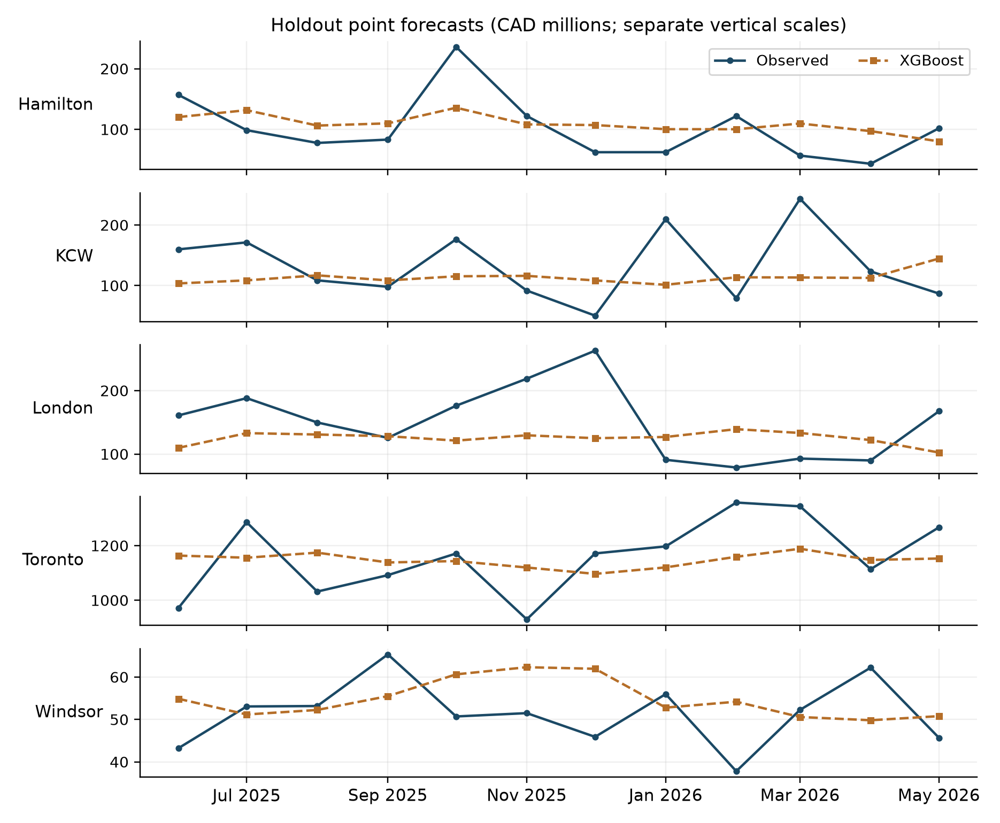 Holdout point forecasts (CAD millions; separate vertical scales)
Observed XGBoost
200
Hamilton
100
200
KCW
100
200
London
100
1200
Toronto
1000
60
Windsor
50
40
Jul 2025 Sep 2025 Nov 2025 Jan 2026 Mar 2026 May 2026